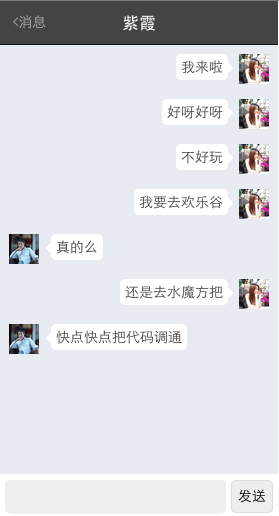 <消息
紫霞
我来啦
好呀好呀
不好玩
我要去欢乐谷
真的么
还是去水魔方把
快点快点把代码调通
发送